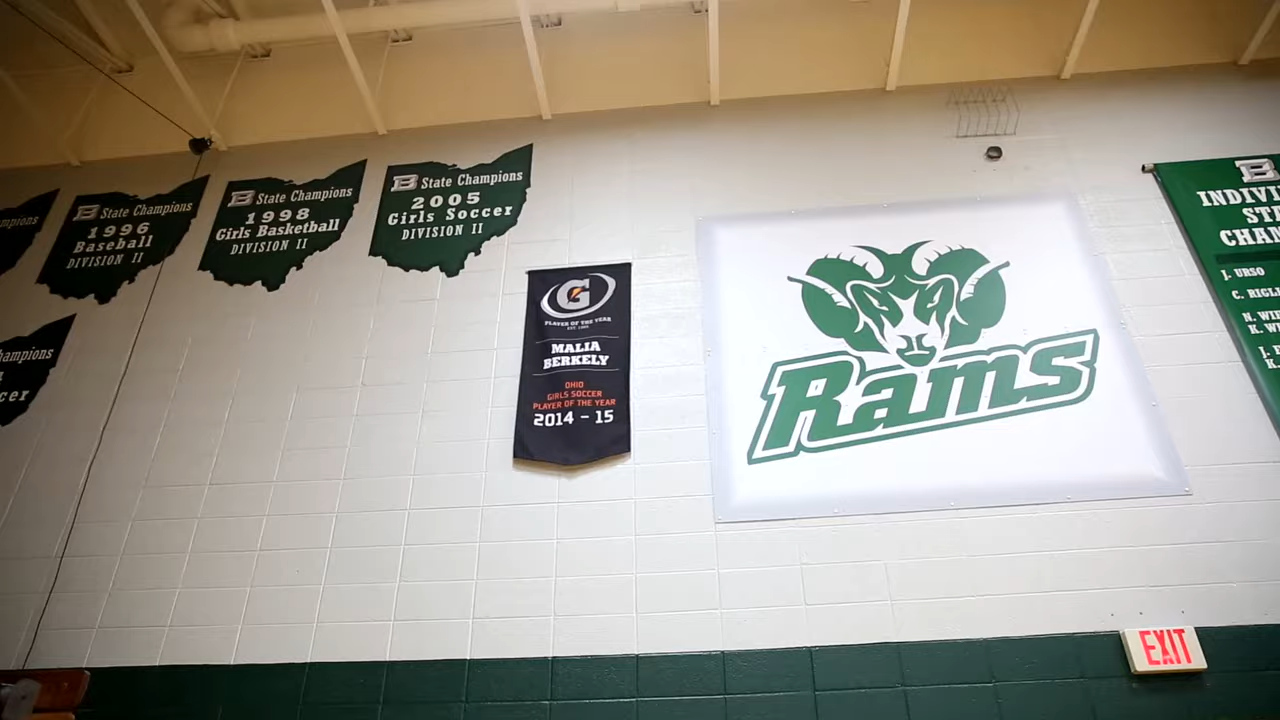 B State Champions
1996
Baseball
DIVISION II
B State Champions
1998
Girls Basketball
DIVISION II
B State Champions
2005
Girls Soccer
DIVISION II
G
PLAYER OF THE YEAR
EST. 1985
MALIA
BERKELY
OHIO
GIRLS SOCCER
PLAYER OF THE YEAR
2014 - 15
Rams
B
J. URSO
EXIT